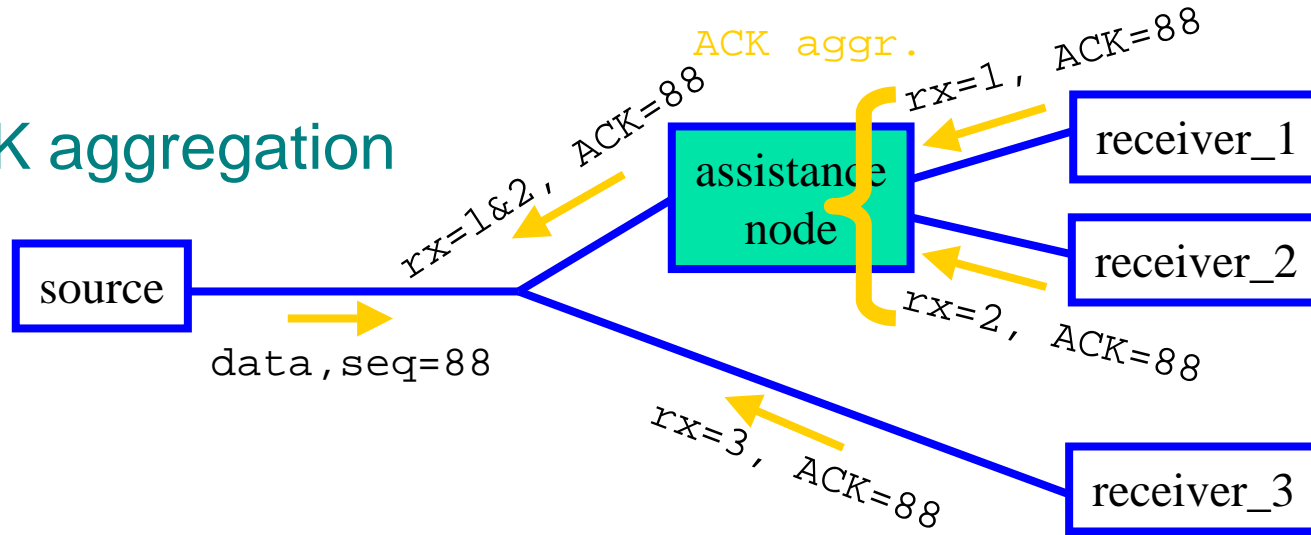 ACK aggr.
K aggregation
rx=1, ACK=88
rx=1&2, ACK=88
receiver_1
assistance
node
source
receiver_2
rx=2, ACK=88
data,seq=88
rx=3, ACK=88
receiver_3